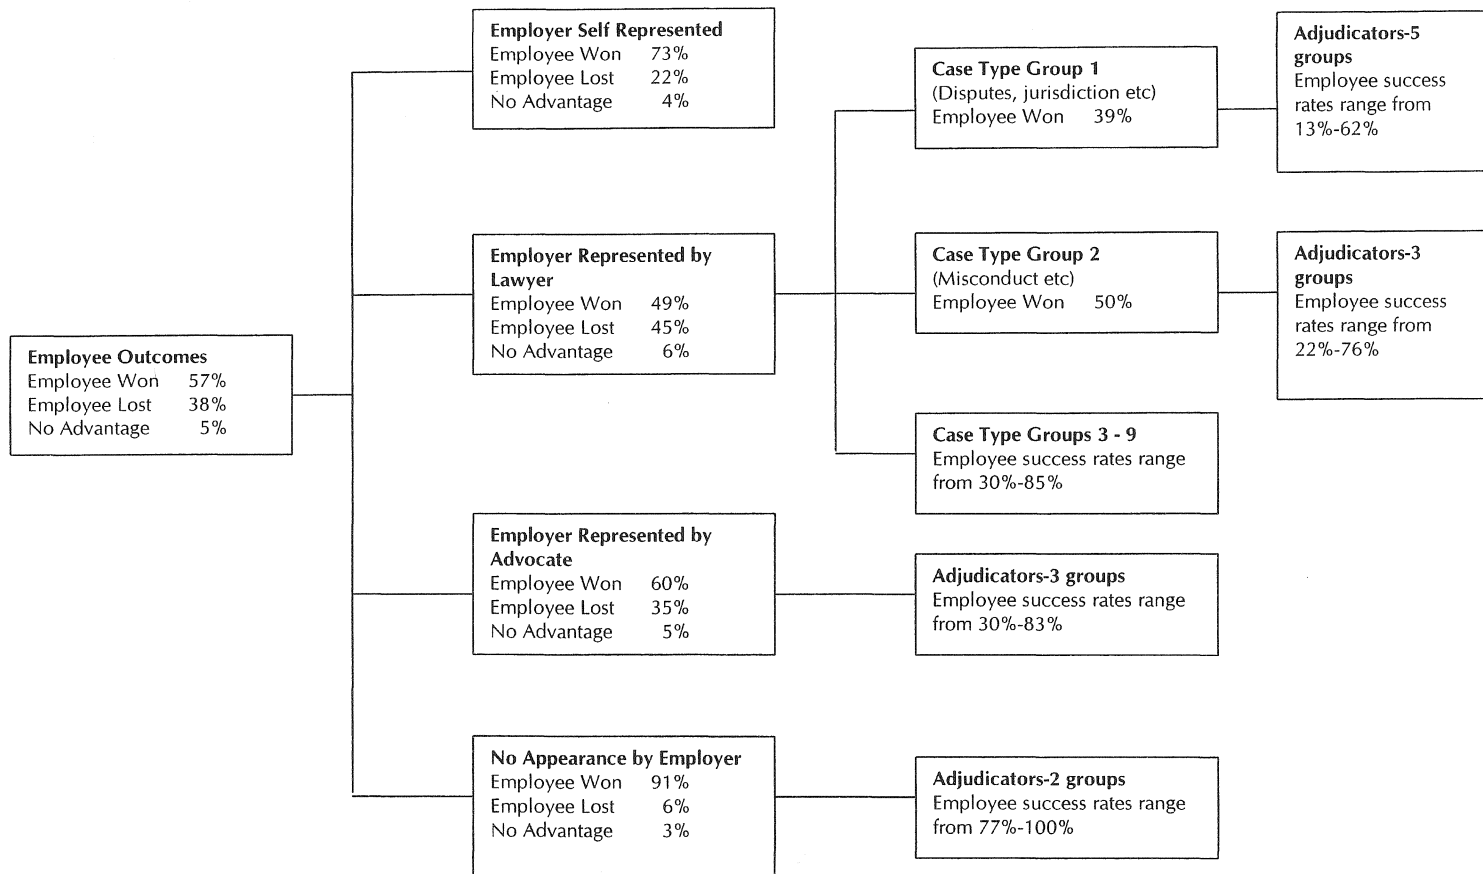 Employee Outcomes
Employee Won 57%
Employee Lost 38%
No Advantage 5%
Employer Self Represented
Employee Won 73%
Employee Lost 22%
No Advantage 4%
Employer Represented by
Lawyer
Employee Won 49%
Employee Lost 45%
No Advantage 6%
Employer Represented by
Advocate
Employee Won 60%
Employee Lost 35%
No Advantage 5%
No Appearance by Employer
Employee Won 91%
Employee Lost 6%
No Advantage 3%
Case Type Group 1
(Disputes, jurisdiction etc)
Employee Won 39%
Case Type Group 2
(Misconduct etc)
Employee Won 50%
Case Type Groups 3 - 9
Employee success rates range
from 30%-85%
Adjudicators-3 groups
Employee success rates range
from 30%-83%
Adjudicators-2 groups
Employee success rates range
from 77%-100%
Adjudicators-5
groups
Employee success
rates range from
13%-62%
Adjudicators-3
groups
Employee success
rates range from
22%-76%